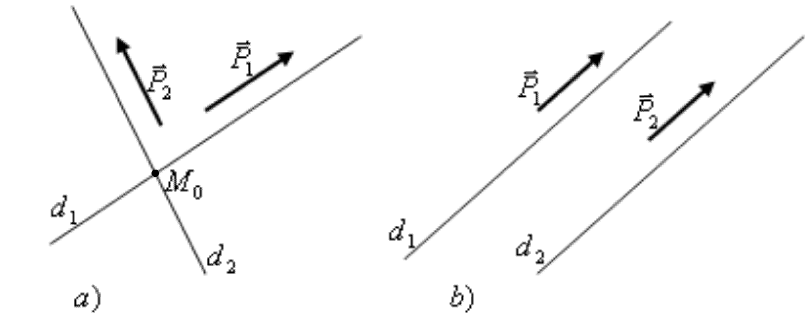 P⃗₂ P⃗₁
M₀
d₁
d₂
a)
P⃗₁
P⃗₂
d₁
d₂
b)